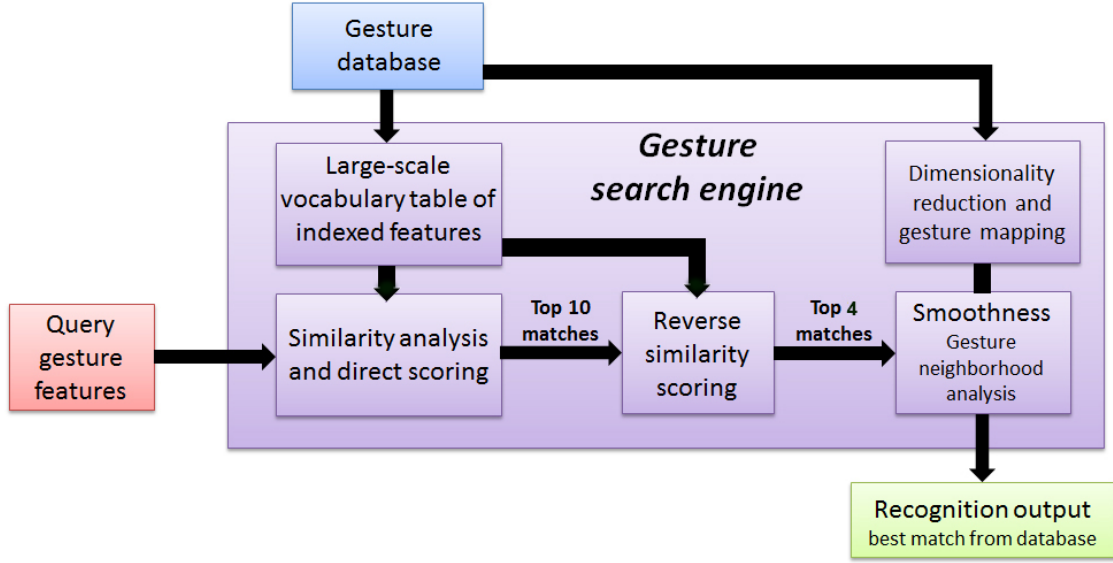 Gesture
database
Gesture
search engine
Large-scale
vocabulary table of
indexed features
Dimensionality
reduction and
gesture mapping
Query
gesture
features
Similarity analysis
and direct scoring
Top 10
matches
Reverse
similarity
scoring
Top 4
matches
Smoothness
Gesture
neighborhood
analysis
Recognition output
best match from database